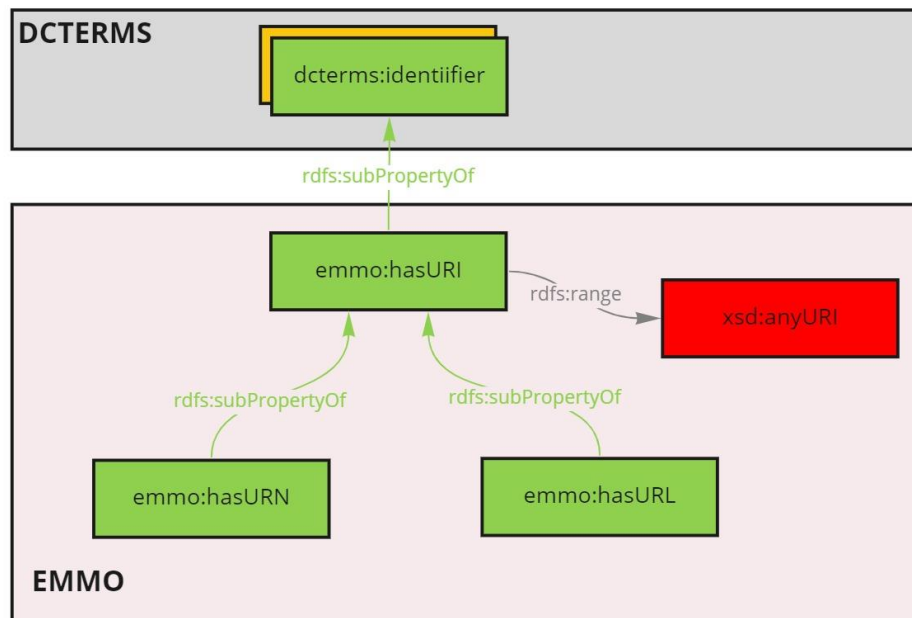 DCTERMS
dcterms:identiifier
rdfs:subPropertyOf
emmo:hasURI
rdfs:range
xsd:anyURI
rdfs:subPropertyOf
rdfs:subPropertyOf
emmo:hasURN
emmo:hasURL
EMMO